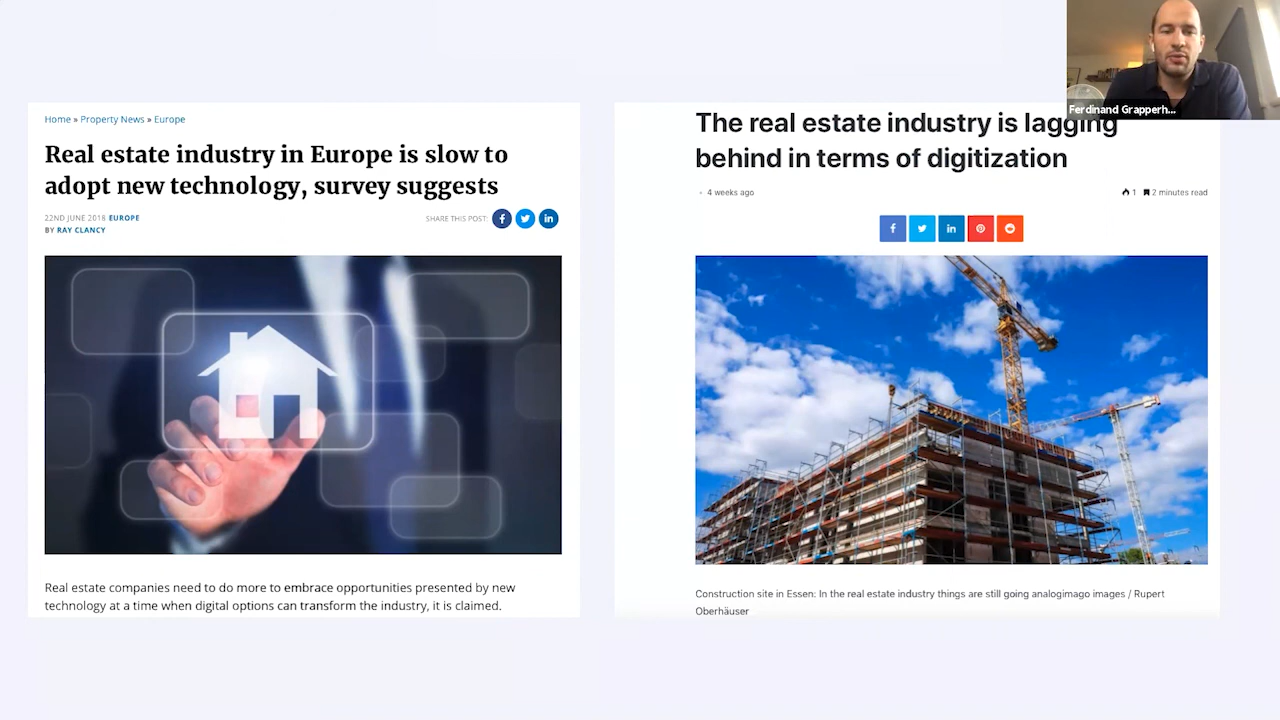 Ferdinand Grapperh...
Home » Property News » Europe
Real estate industry in Europe is slow to
adopt new technology, survey suggests
22ND JUNE 2018 EUROPE
BY RAY CLANCY
SHARE THIS POST:
Real estate companies need to do more to embrace opportunities presented by new
technology at a time when digital options can transform the industry, it is claimed.
The real estate industry is lagging
behind in terms of digitization
4 weeks ago
1 2 minutes read
Construction site in Essen: In the real estate industry things are still going analogimago images / Rupert
Oberhäuser